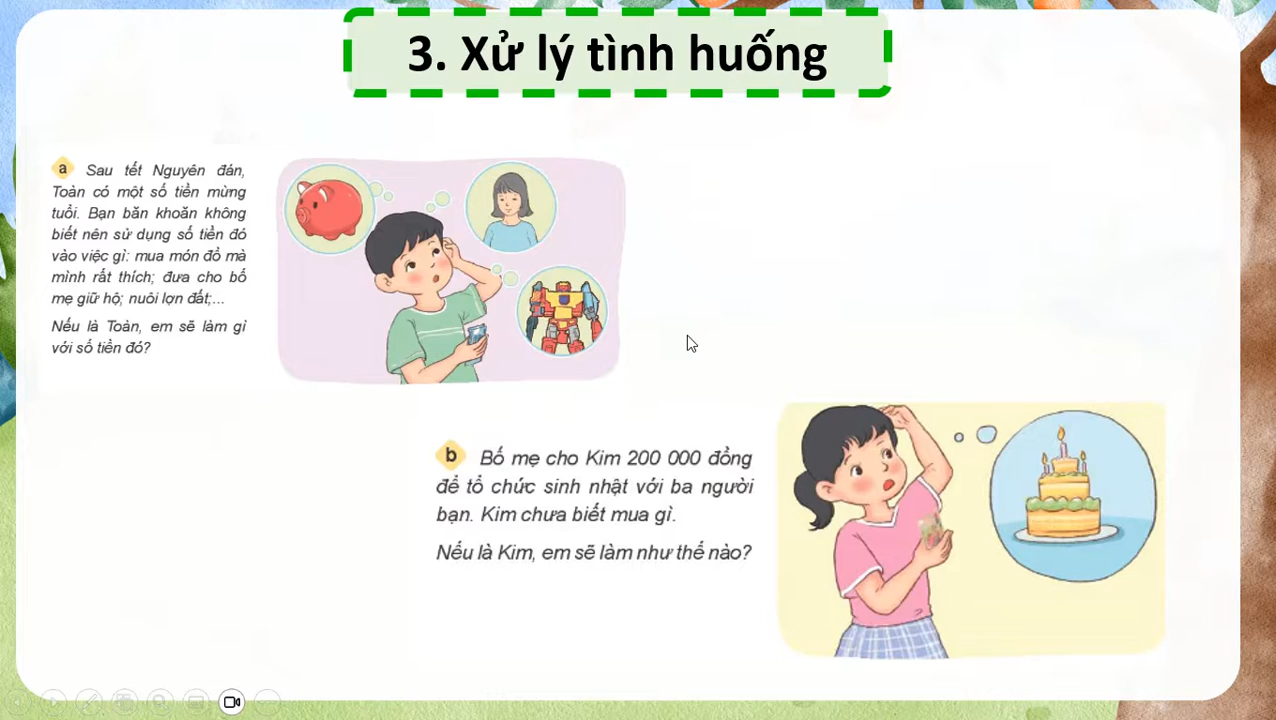 3. Xử lý tình huống
a Sau tết Nguyên đán,
Toàn có một số tiền mừng
tuổi. Bạn băn khoăn không
biết nên sử dụng số tiền đó
vào việc gì: mua món đồ mà
mình rất thích; đưa cho bố
mẹ giữ hộ; nuôi lợn đất;...
Nếu là Toàn, em sẽ làm gì
với số tiền đó?
b Bố mẹ cho Kim 200 000 đồng
để tổ chức sinh nhật với ba người
bạn. Kim chưa biết mua gì.
Nếu là Kim, em sẽ làm như thế nào?